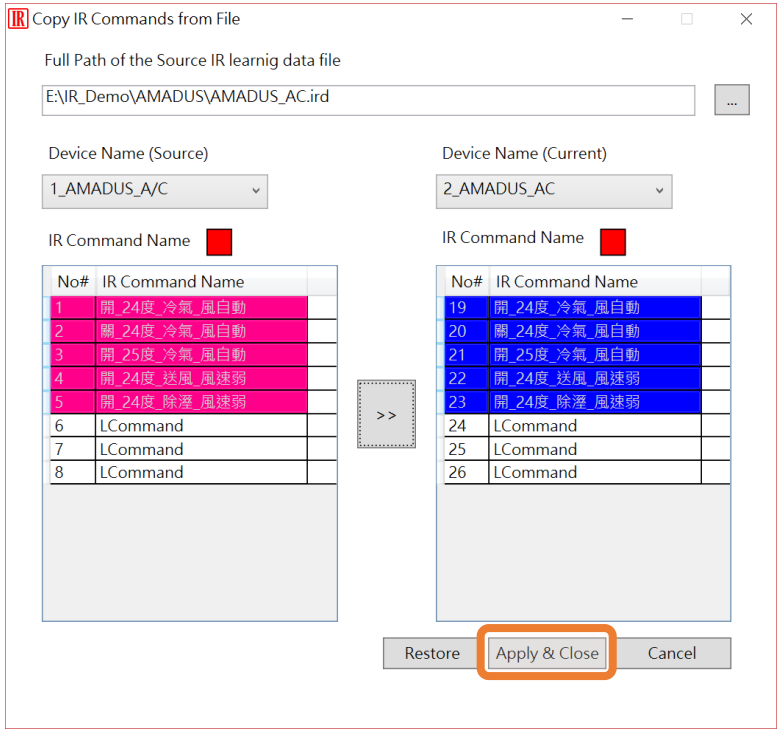 IR Copy IR Commands from File
Full Path of the Source IR learnig data file
E:\IR_Demo\AMADUS\AMADUS_AC.ird
...
Device Name (Source)
Device Name (Current)
1_AMADUS_A/C
2_AMADUS_AC
IR Command Name
IR Command Name
No# IR Command Name
1 開_24度_冷氣_風自動
2 關_24度_冷氣_風自動
3 開_25度_冷氣_風自動
4 開_24度_送風_風速弱
5 開_24度_除溼_風速弱
6 LCommand
7 LCommand
8 LCommand
>>
No# IR Command Name
19 開_24度_冷氣_風自動
20 關_24度_冷氣_風自動
21 開_25度_冷氣_風自動
22 開_24度_送風_風速弱
23 開_24度_除溼_風速弱
24 LCommand
25 LCommand
26 LCommand
Restore
Apply & Close
Cancel